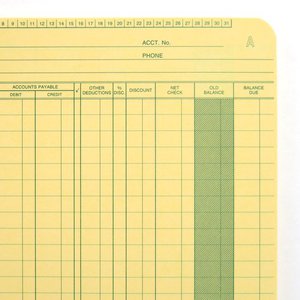 8 9 10 11 12 13 14 15 16 17 18 19 20 21 22 23 24 25 26 27 28 29 30 31
ACCT. No. A
PHONE
ACCOUNTS PAYABLE
DEBIT CREDIT √ OTHER DEDUCTIONS % DISC. DISCOUNT NET CHECK OLD BALANCE BALANCE DUE